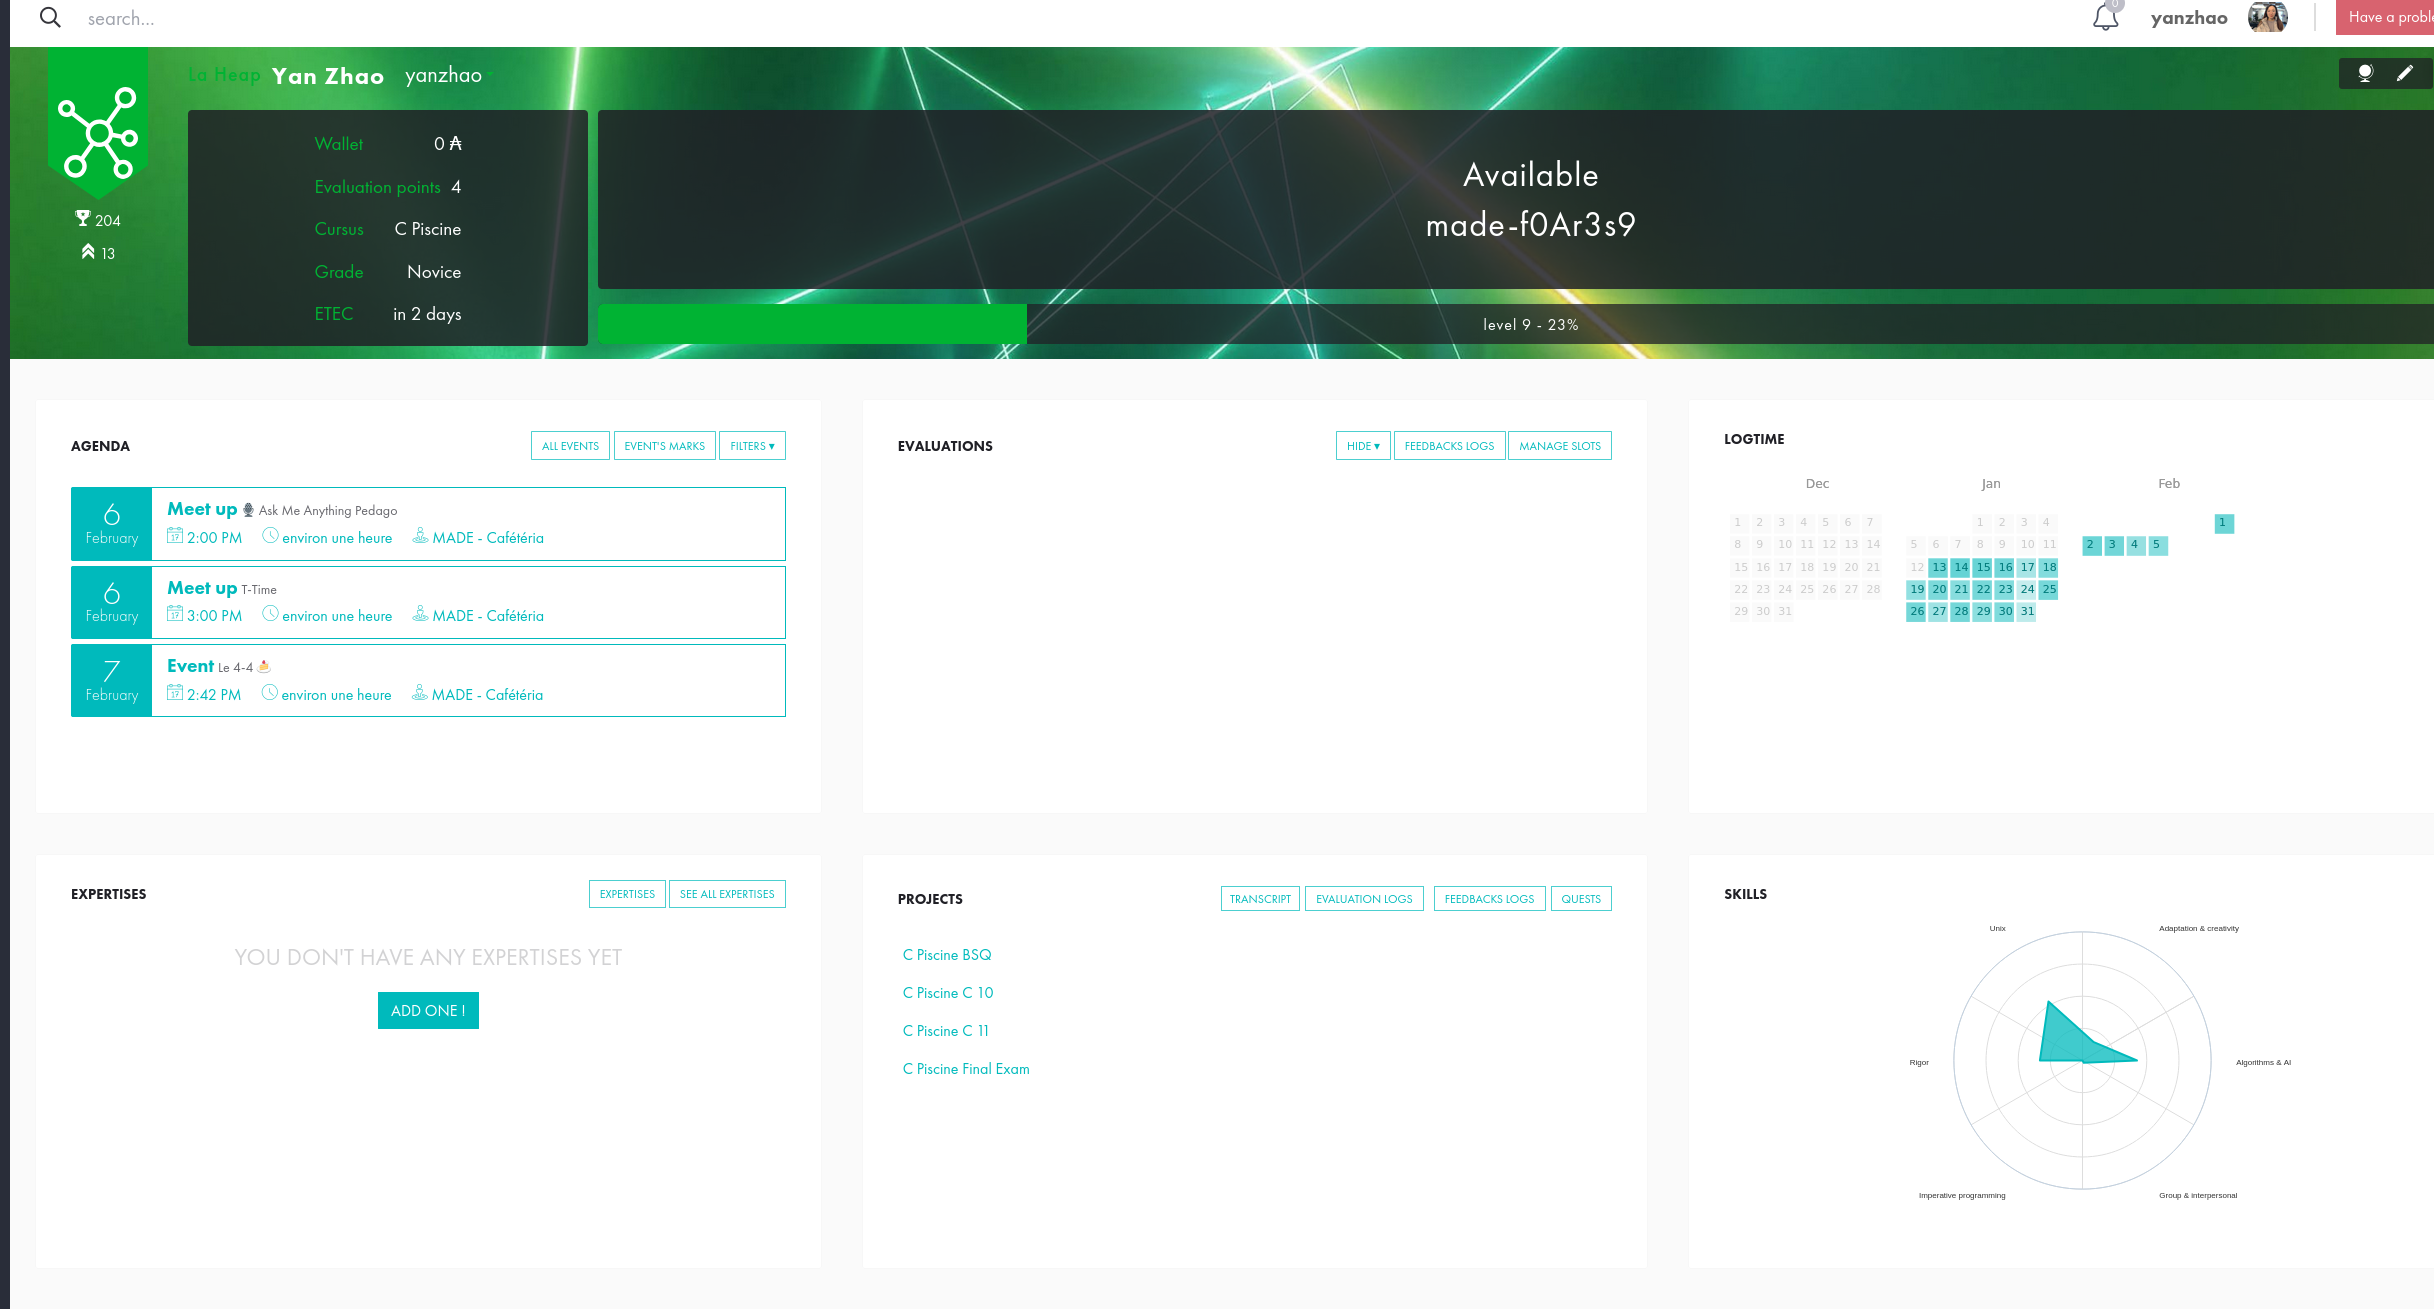 search...
0
yanzhao
Have a proble
La Heap Yan Zhao yanzhao
204
13
Wallet 0 ₳
Evaluation points 4
Cursus C Piscine
Grade Novice
ETEC in 2 days
Available
made-f0Ar3s9
level 9 - 23%
AGENDA
ALL EVENTS EVENT'S MARKS FILTERS ▾
6 February
Meet up Ask Me Anything Pedago
2:00 PM environ une heure MADE - Cafétéria
6 February
Meet up T-Time
3:00 PM environ une heure MADE - Cafétéria
7 February
Event Le 4-4
2:42 PM environ une heure MADE - Cafétéria
EVALUATIONS
HIDE ▾ FEEDBACKS LOGS MANAGE SLOTS
LOGTIME
Dec Jan Feb
1 2 3 4 5 6 7 1 2 3 4 1
8 9 10 11 12 13 14 5 6 7 8 9 10 11 2 3 4 5
15 16 17 18 19 20 21 12 13 14 15 16 17 18
22 23 24 25 26 27 28 19 20 21 22 23 24 25
29 30 31 26 27 28 29 30 31
EXPERTISES
EXPERTISES SEE ALL EXPERTISES
YOU DON'T HAVE ANY EXPERTISES YET
ADD ONE !
PROJECTS
TRANSCRIPT EVALUATION LOGS FEEDBACKS LOGS QUESTS
C Piscine BSQ
C Piscine C 10
C Piscine C 11
C Piscine Final Exam
SKILLS
Unix Adaptation & creativity
Rigor Algorithms & AI
Imperative programming Group & interpersonal